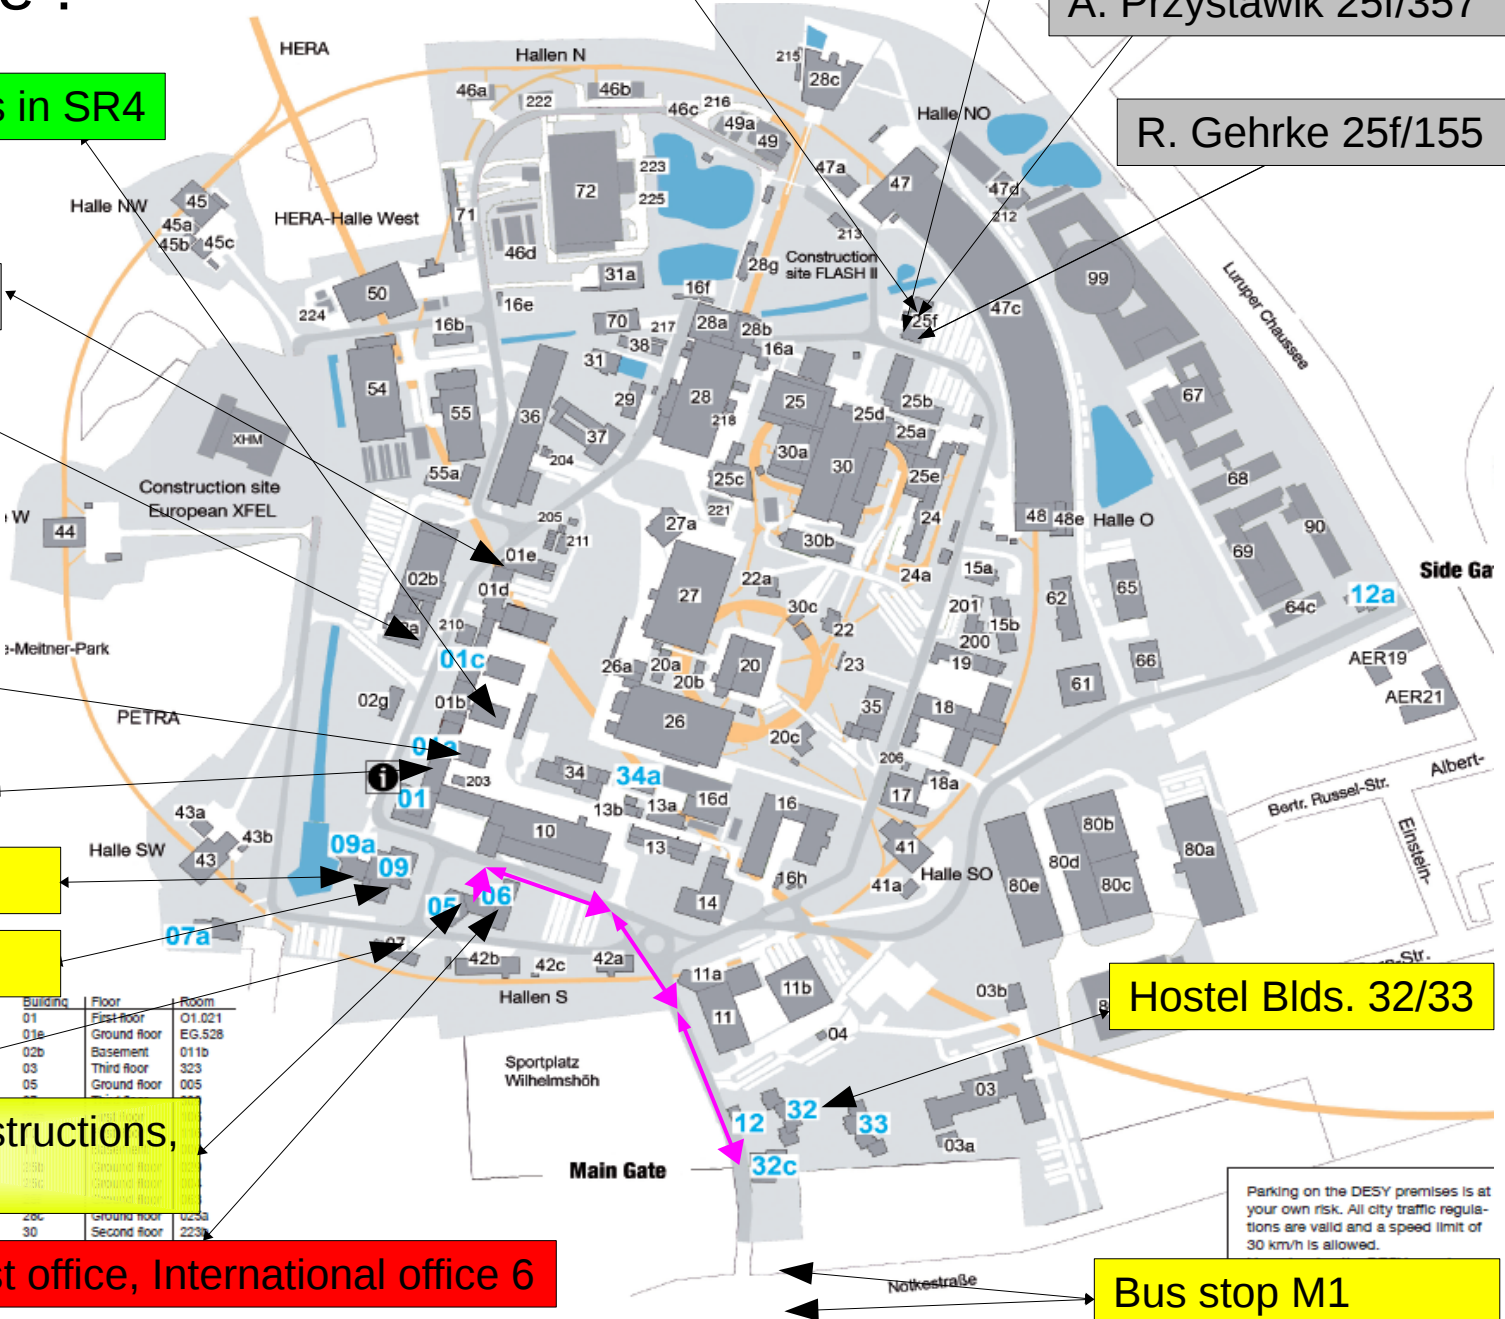 A. Przystawik 25f/357
HERA
Hallen N
215
28c
46a
222
46b
46c
216
s in SR4
49a
49
Halle NO
R. Gehrke 25f/155
72
223
225
47a
47
47d
212
Halle NW
45
45a
45b
45c
HERA-Halle West
71
46d
213
Construction
site FLASH II
28g
99
Luruper Chaussee
31a
50
224
16e
16f
47c
16b
70
217
38
28a
28b
16a
25f
31
54
55
36
29
28
218
25
25d
25b
67
XHM
37
204
30a
30
25a
55a
25c
25e
68
Construction site
European XFEL
W
44
205
211
221
27a
30b
24
48
48e
Halle O
90
69
01e
01d
02b
27
22a
24a
15a
62
65
Side Ga
12a
64c
30c
22
201
15b
200
210
e-Meitner-Park
01c
26a
20a
20b
20
23
19
66
61
AER19
AER21
02g
01b
PETRA
26
35
18
01a
20c
206
203
34
34a
18a
Albert-
01
13b
13a
16d
16
17
Bertr. Russel-Str.
Einstein-
43a
43b
43
Halle SW
09a
09
10
13
41
41a
Halle SO
80b
80d
80c
80e
80a
16h
14
05
06
07a
07
42b
42c
42a
Hallen S
11a
11b
11
04
03b
-Str.
Hostel Blds. 32/33
Building Floor Room
01 First floor O1.021
01e Ground floor EG.528
02b Basement 011b
03 Third floor 323
05 Ground floor 005
Sportplatz
Wilhelmshöh
03
03a
12
32
33
32c
Main Gate
structions,
28c Ground floor 025a
30 Second floor 223b
st office, International office 6
Parking on the DESY premises is at
your own risk. All city traffic regula-
tions are valid and a speed limit of
30 km/h is allowed.
Notkestraße
Bus stop M1